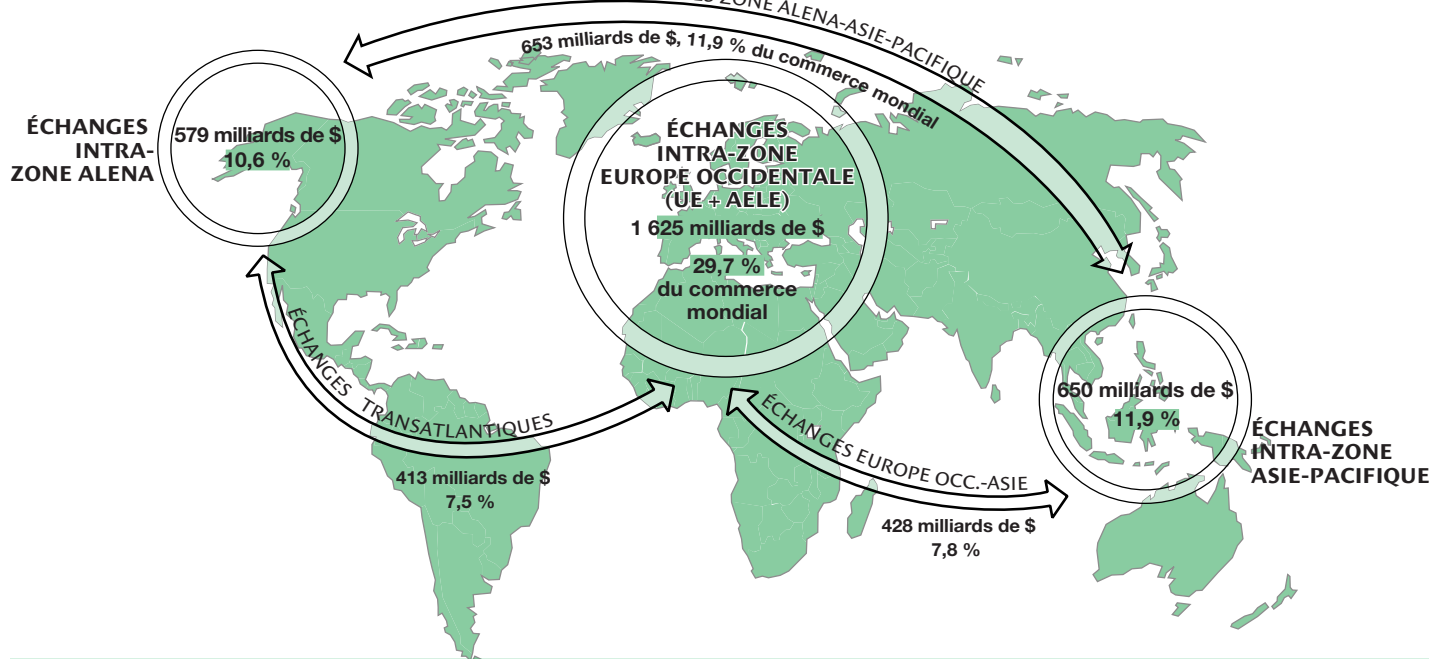 ZONE ALENA-ASIE-PACIFIQUE
653 milliards de $, 11,9 % du commerce mondial
ÉCHANGES
INTRA-
ZONE ALENA
579 milliards de $
10,6 %
ÉCHANGES
INTRA-ZONE
EUROPE OCCIDENTALE
(UE + AELE)
1 625 milliards de $
29,7 %
du commerce
mondial
ÉCHANGES TRANSATLANTIQUES
413 milliards de $
7,5 %
ÉCHANGES EUROPE OCC.-ASIE
428 milliards de $
7,8 %
650 milliards de $
11,9 %
ÉCHANGES
INTRA-ZONE
ASIE-PACIFIQUE